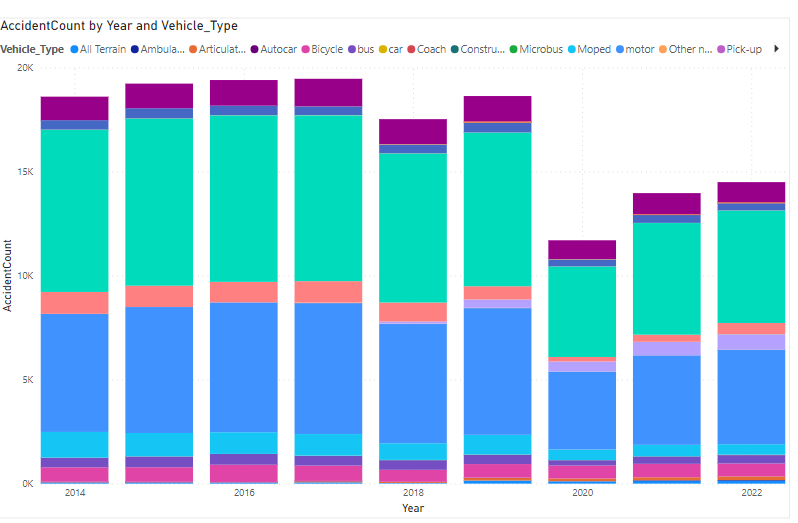 AccidentCount by Year and Vehicle_Type
Vehicle_Type All Terrain Ambula... Articulat... Autocar Bicycle bus car Coach Constru... Microbus Moped motor Other n... Pick-up
20K
15K
10K
5K
0K
AccidentCount
2014 2016 2018 2020 2022
Year